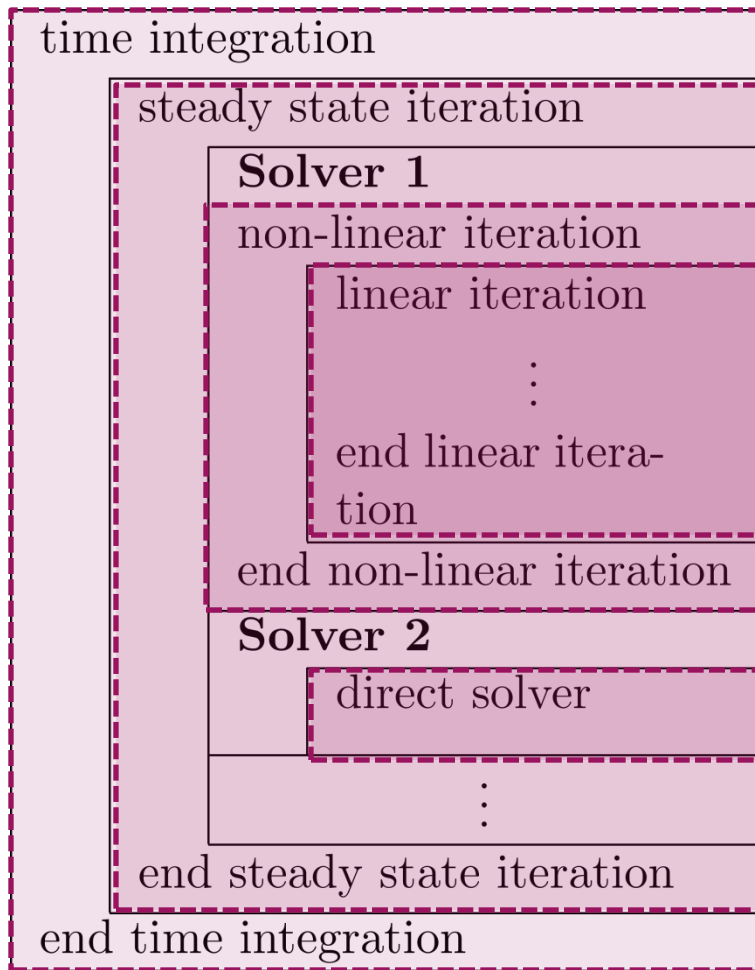 time integration
steady state iteration
Solver 1
non-linear iteration
linear iteration
⋮
end linear itera-
tion
end non-linear iteration
Solver 2
direct solver
⋮
end steady state iteration
end time integration